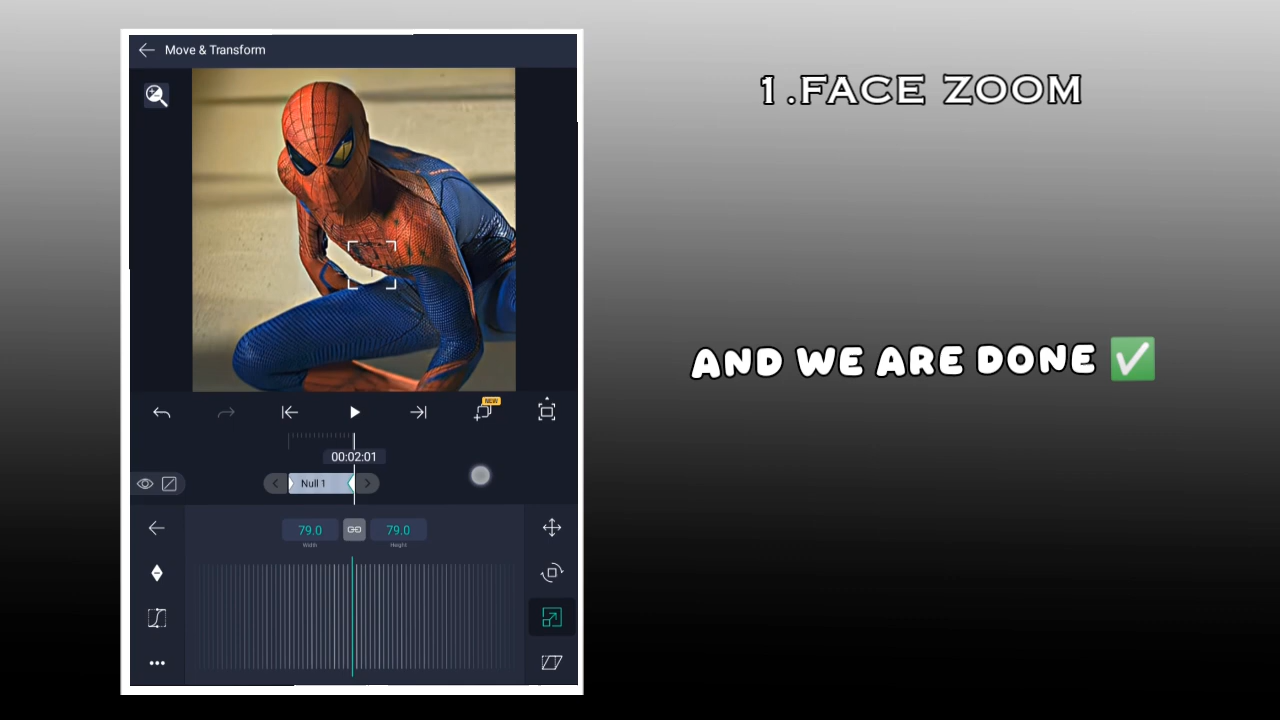 Move & Transform
1.FACE ZOOM
AND WE ARE DONE ✅
NEW
00:02:01
Null 1
79.0
79.0
Width
Height